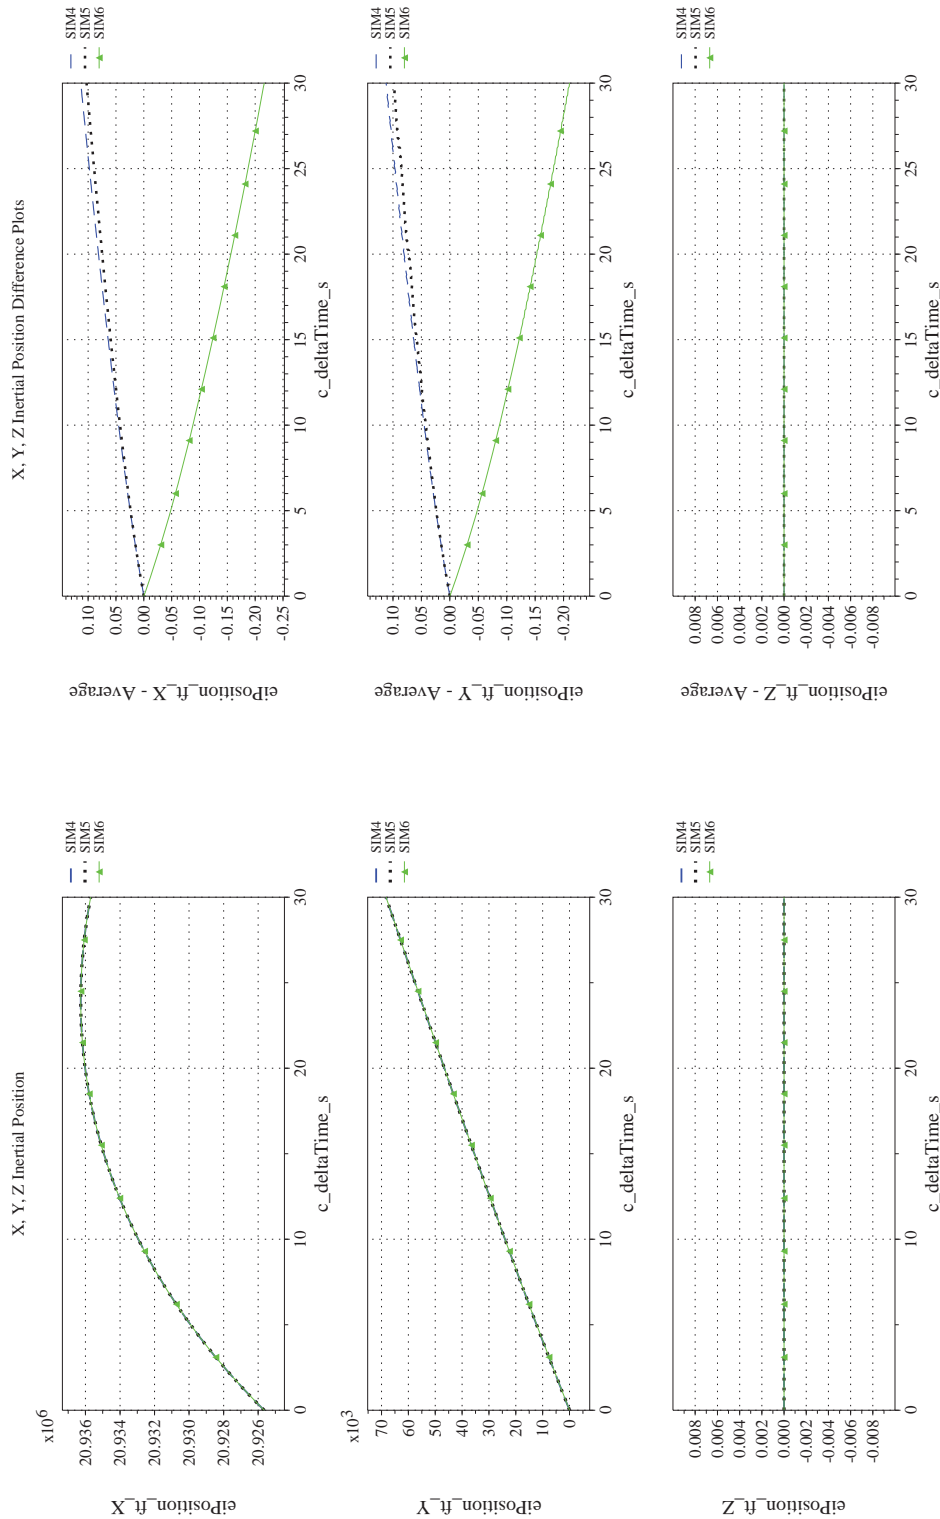 X, Y, Z Inertial Position
x10⁶
20.936
20.934
20.932
20.930
20.928
20.926
eiPosition_ft_X
0 10 20 30
c_deltaTime_s
SIM4
SIM5
SIM6
x10³
70
60
50
40
30
20
10
0
eiPosition_ft_Y
0 10 20 30
c_deltaTime_s
SIM4
SIM5
SIM6
0.008
0.006
0.004
0.002
0.000
-0.002
-0.004
-0.006
-0.008
eiPosition_ft_Z
0 10 20 30
c_deltaTime_s
SIM4
SIM5
SIM6
X, Y, Z Inertial Position Difference Plots
0.10
0.05
0.00
-0.05
-0.10
-0.15
-0.20
-0.25
eiPosition_ft_X - Average
0 5 10 15 20 25 30
c_deltaTime_s
SIM4
SIM5
SIM6
0.10
0.05
0.00
-0.05
-0.10
-0.15
-0.20
eiPosition_ft_Y - Average
0 5 10 15 20 25 30
c_deltaTime_s
SIM4
SIM5
SIM6
0.008
0.006
0.004
0.002
0.000
-0.002
-0.004
-0.006
-0.008
eiPosition_ft_Z - Average
0 5 10 15 20 25 30
c_deltaTime_s
SIM4
SIM5
SIM6